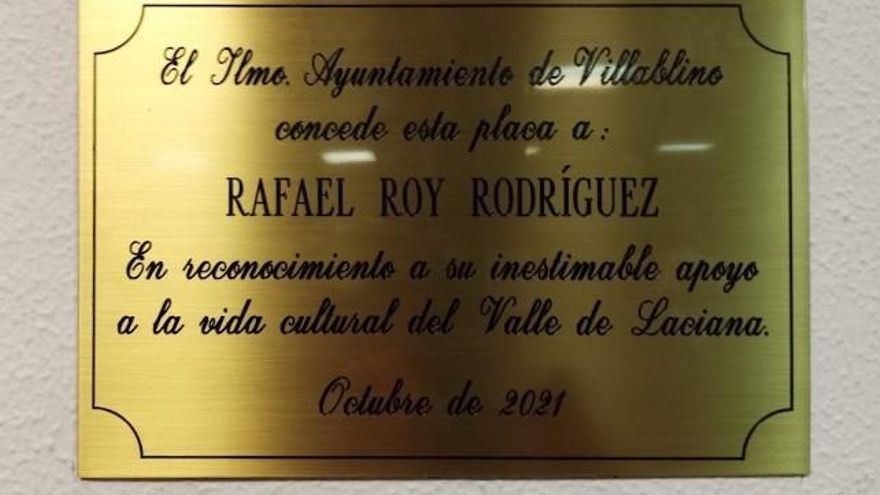 El Ilmo. Ayuntamiento de Villablino
concede esta placa a:
RAFAEL ROY RODRÍGUEZ
En reconocimiento a su inestimable apoyo
a la vida cultural del Valle de Laciana.
Octubre de 2021